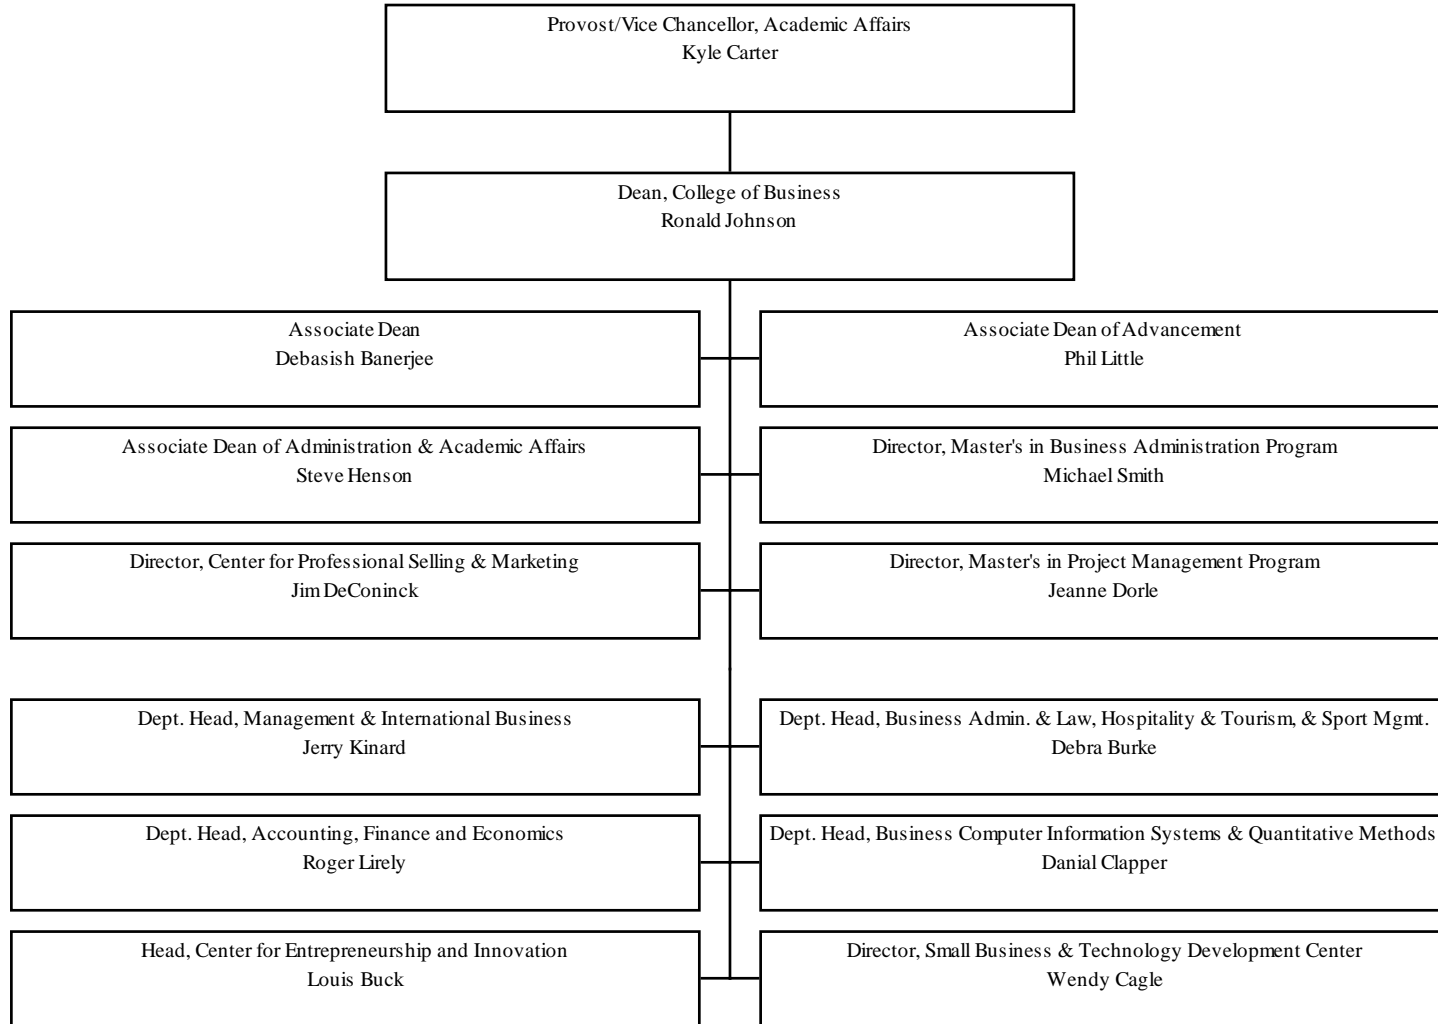 Provost/Vice Chancellor, Academic Affairs
Kyle Carter
Dean, College of Business
Ronald Johnson
Associate Dean
Debasish Banerjee
Associate Dean of Advancement
Phil Little
Associate Dean of Administration & Academic Affairs
Steve Henson
Director, Master's in Business Administration Program
Michael Smith
Director, Center for Professional Selling & Marketing
Jim DeConinck
Director, Master's in Project Management Program
Jeanne Dorle
Dept. Head, Management & International Business
Jerry Kinard
Dept. Head, Business Admin. & Law, Hospitality & Tourism, & Sport Mgmt.
Debra Burke
Dept. Head, Accounting, Finance and Economics
Roger Lirely
Dept. Head, Business Computer Information Systems & Quantitative Methods
Danial Clapper
Head, Center for Entrepreneurship and Innovation
Louis Buck
Director, Small Business & Technology Development Center
Wendy Cagle